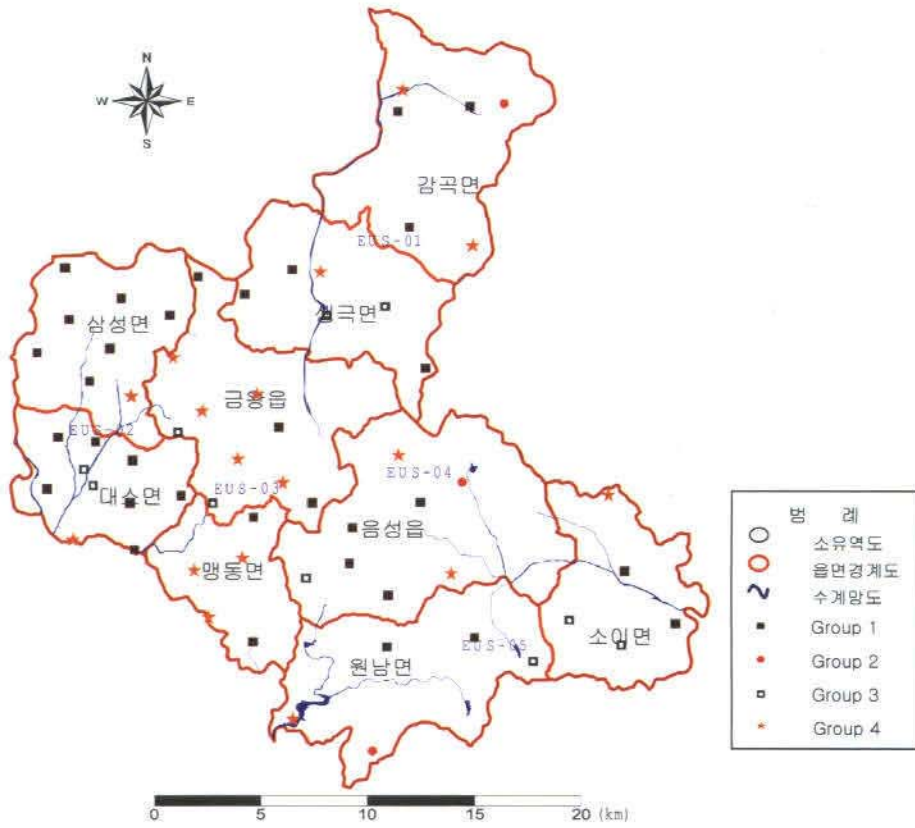 N
W E
S
감곡면
EUS-01
생극면
삼성면
금왕읍
EUS-02
EUS-04
대소면
EUS-03
음성읍
맹동면
소이면
원남면
EUS-05
범 례
소유역도
읍면경계도
수계망도
Group 1
Group 2
Group 3
Group 4
0 5 10 15 20 (km)